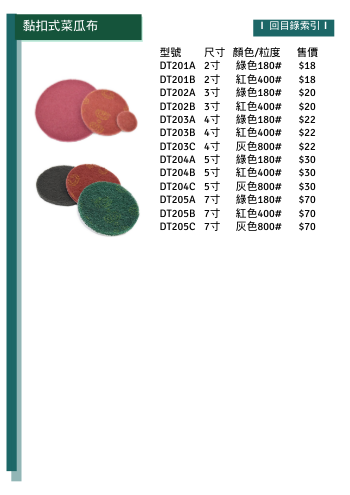 黏扣式菜瓜布
回目錄索引
型號 尺寸 顏色/粒度 售價
DT201A 2寸 綠色180# $18
DT201B 2寸 紅色400# $18
DT202A 3寸 綠色180# $20
DT202B 3寸 紅色400# $20
DT203A 4寸 綠色180# $22
DT203B 4寸 紅色400# $22
DT203C 4寸 灰色800# $22
DT204A 5寸 綠色180# $30
DT204B 5寸 紅色400# $30
DT204C 5寸 灰色800# $30
DT205A 7寸 綠色180# $70
DT205B 7寸 紅色400# $70
DT205C 7寸 灰色800# $70